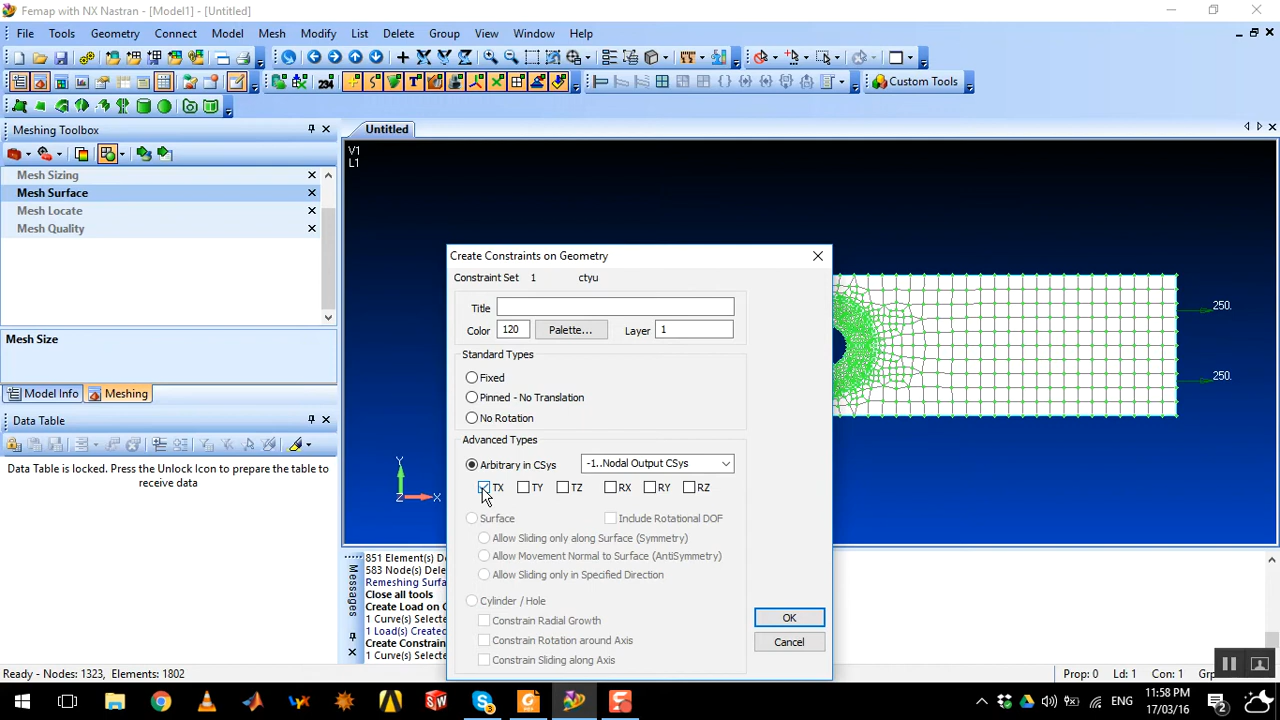 Femap with NX Nastran - [Model1] - [Untitled]
File Tools Geometry Connect Model Mesh Modify List Delete Group View Window Help
234
Custom Tools
Meshing Toolbox
Untitled
Mesh Sizing
Mesh Surface
Mesh Locate
Mesh Quality
Mesh Size
Model Info
Meshing
Data Table
Data Table is locked. Press the Unlock Icon to prepare the table to
receive data
V1
L1
250.
250.
Y
Z
X
Create Constraints on Geometry
Constraint Set 1 ctyu
Title
Color 120 Palette... Layer 1
Standard Types
Fixed
Pinned - No Translation
No Rotation
Advanced Types
Arbitrary in CSys -1..Nodal Output CSys
TX TY TZ RX RY RZ
Surface Include Rotational DOF
Allow Sliding only along Surface (Symmetry)
Allow Movement Normal to Surface (AntiSymmetry)
Allow Sliding only in Specified Direction
Cylinder / Hole
Constrain Radial Growth
Constrain Rotation around Axis
Constrain Sliding along Axis
OK
Cancel
Messages
851 Element(s) De
583 Node(s) Delet
Remeshing Surfa
Close all tools
Create Load on G
1 Curve(s) Selecte
1 Load(s) Created
Create Constrain
1 Curve(s) Selecte
Ready - Nodes: 1323, Elements: 1802
Prop: 0 Ld: 1 Con: 1 Grp
ENG
11:58 PM
17/03/16